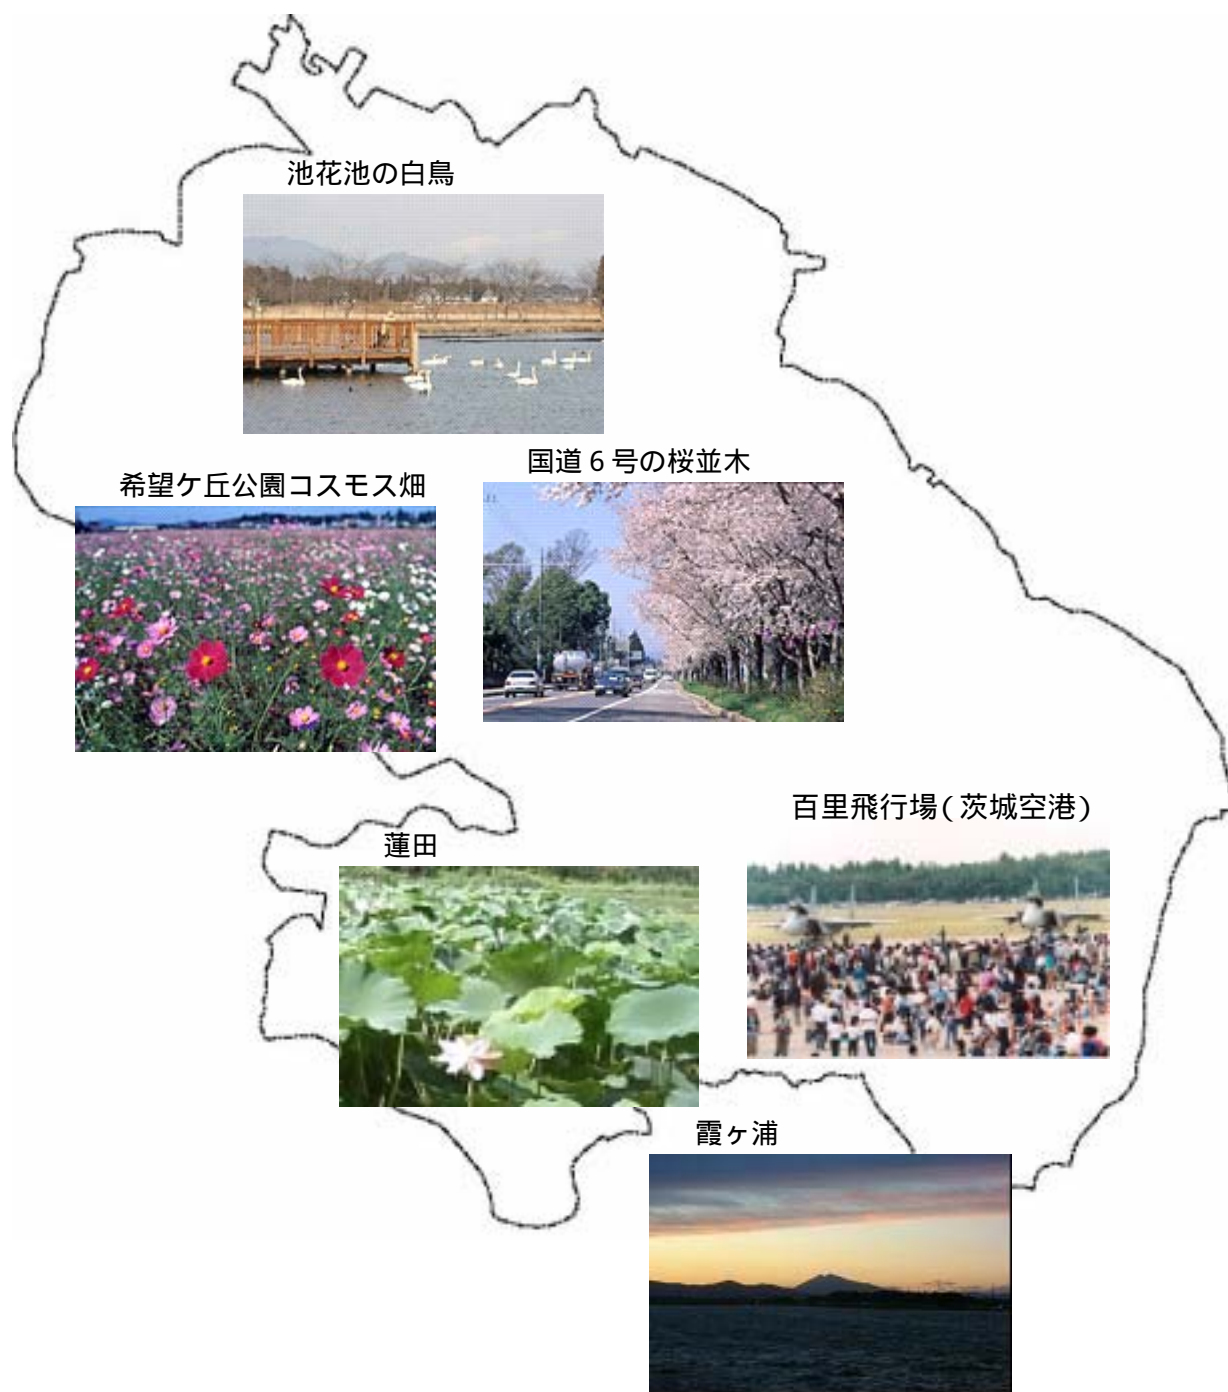 池花池の白鳥
国道6号の桜並木
希望ケ丘公園コスモス畑
百里飛行場(茨城空港)
蓮田
霞ヶ浦